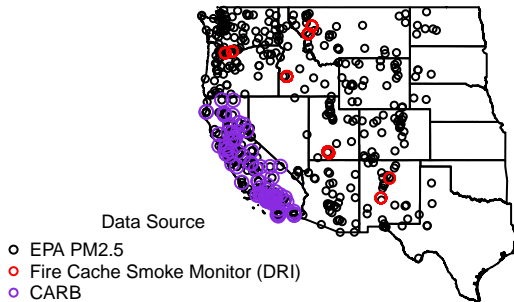 Data Source
EPA PM2.5
Fire Cache Smoke Monitor (DRI)
CARB